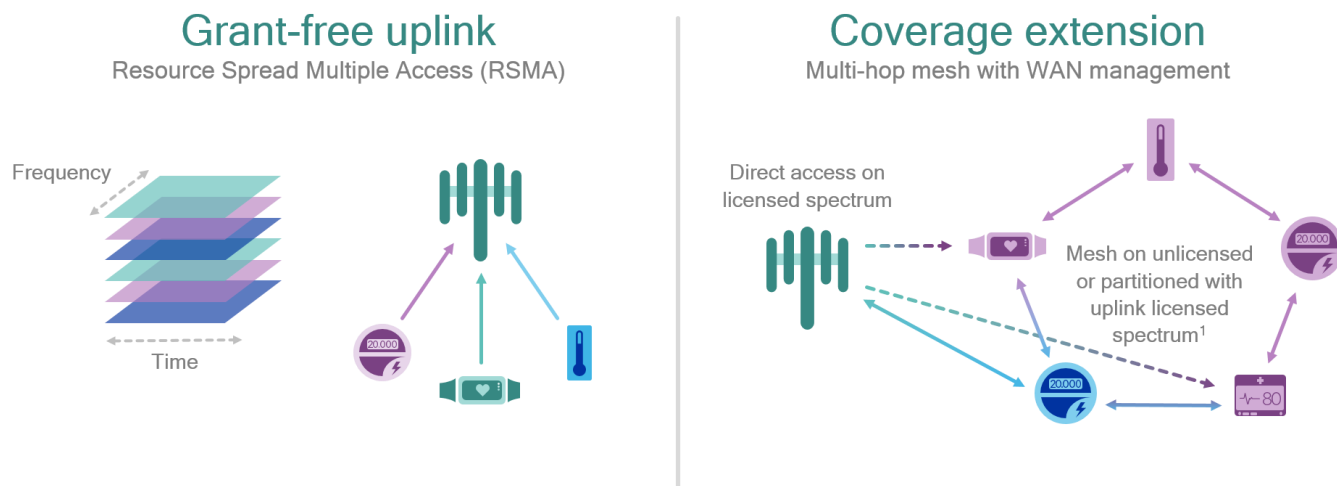 Grant-free uplink
Resource Spread Multiple Access (RSMA)
Frequency
Time
20.000
Coverage extension
Multi-hop mesh with WAN management
Direct access on
licensed spectrum
20.000
Mesh on unlicensed
or partitioned with
uplink licensed
spectrum¹
20.000
80